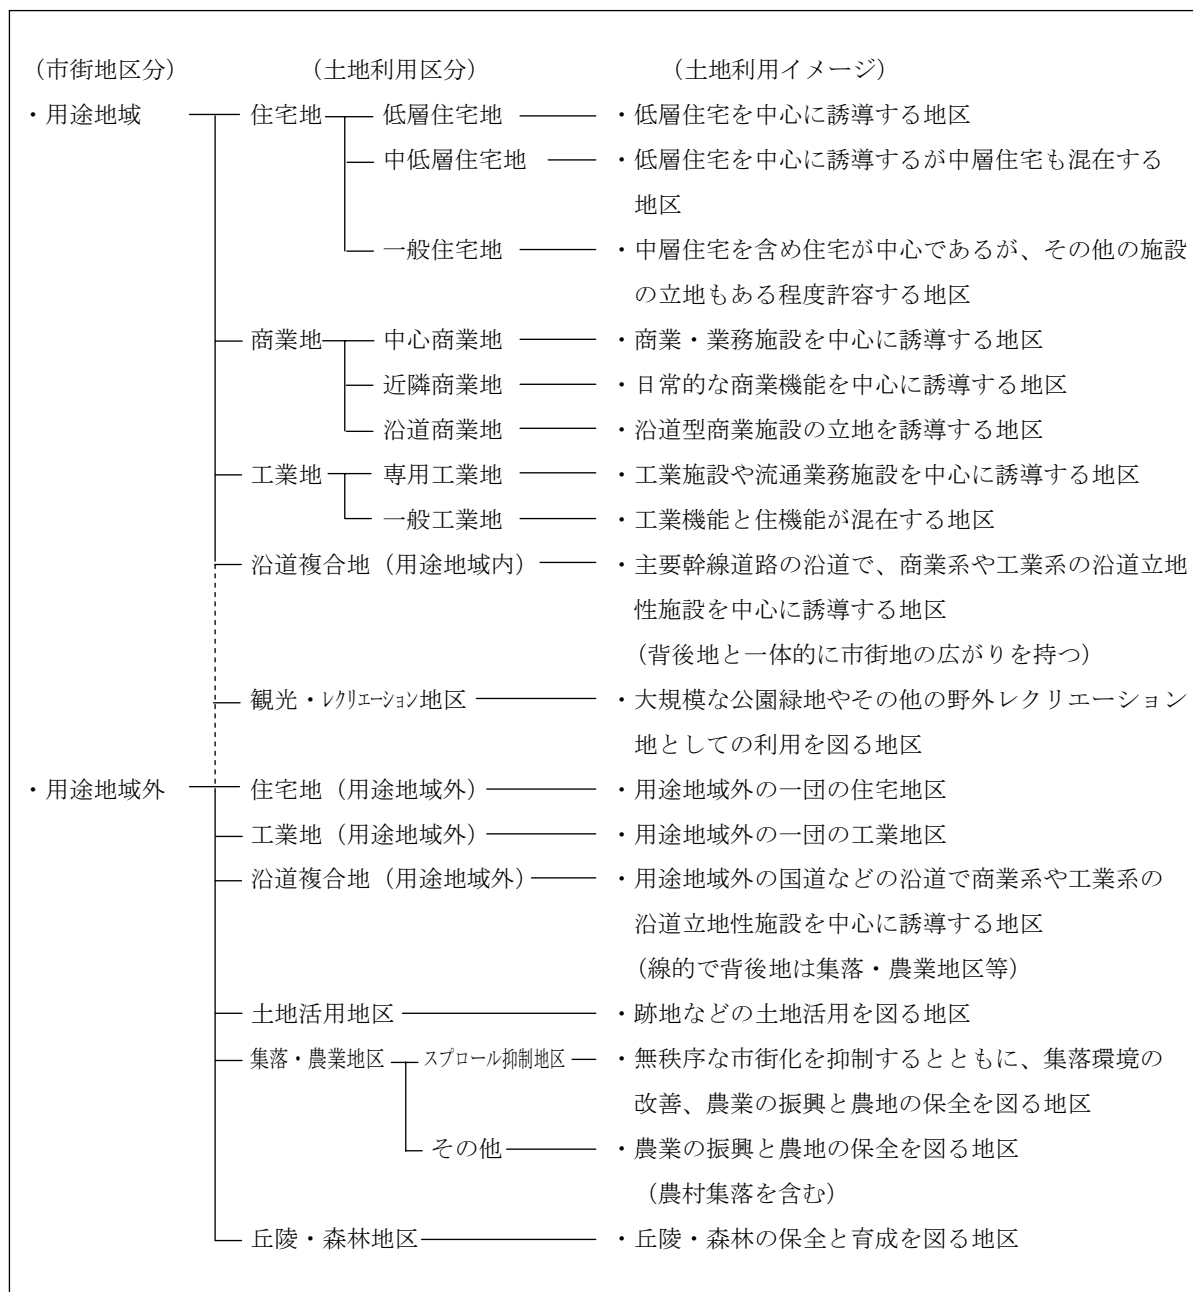 （市街地区分） （土地利用区分） （土地利用イメージ）
・用途地域 住宅地 低層住宅地 ・低層住宅を中心に誘導する地区
中低層住宅地 ・低層住宅を中心に誘導するが中層住宅も混在する
地区
一般住宅地 ・中層住宅を含め住宅が中心であるが、その他の施設
の立地もある程度許容する地区
商業地 中心商業地 ・商業・業務施設を中心に誘導する地区
近隣商業地 ・日常的な商業機能を中心に誘導する地区
沿道商業地 ・沿道型商業施設の立地を誘導する地区
工業地 専用工業地 ・工業施設や流通業務施設を中心に誘導する地区
一般工業地 ・工業機能と住機能が混在する地区
沿道複合地（用途地域内） ・主要幹線道路の沿道で、商業系や工業系の沿道立地
性施設を中心に誘導する地区
（背後地と一体的に市街地の広がりを持つ）
観光・レクリエーション地区 ・大規模な公園緑地やその他の野外レクリエーション
地としての利用を図る地区
・用途地域外 住宅地（用途地域外） ・用途地域外の一団の住宅地区
工業地（用途地域外） ・用途地域外の一団の工業地区
沿道複合地（用途地域外） ・用途地域外の国道などの沿道で商業系や工業系の
沿道立地性施設を中心に誘導する地区
（線的で背後地は集落・農業地区等）
土地活用地区 ・跡地などの土地活用を図る地区
集落・農業地区 スプロール抑制地区 ・無秩序な市街化を抑制するとともに、集落環境の
改善、農業の振興と農地の保全を図る地区
その他 ・農業の振興と農地の保全を図る地区
（農村集落を含む）
丘陵・森林地区 ・丘陵・森林の保全と育成を図る地区